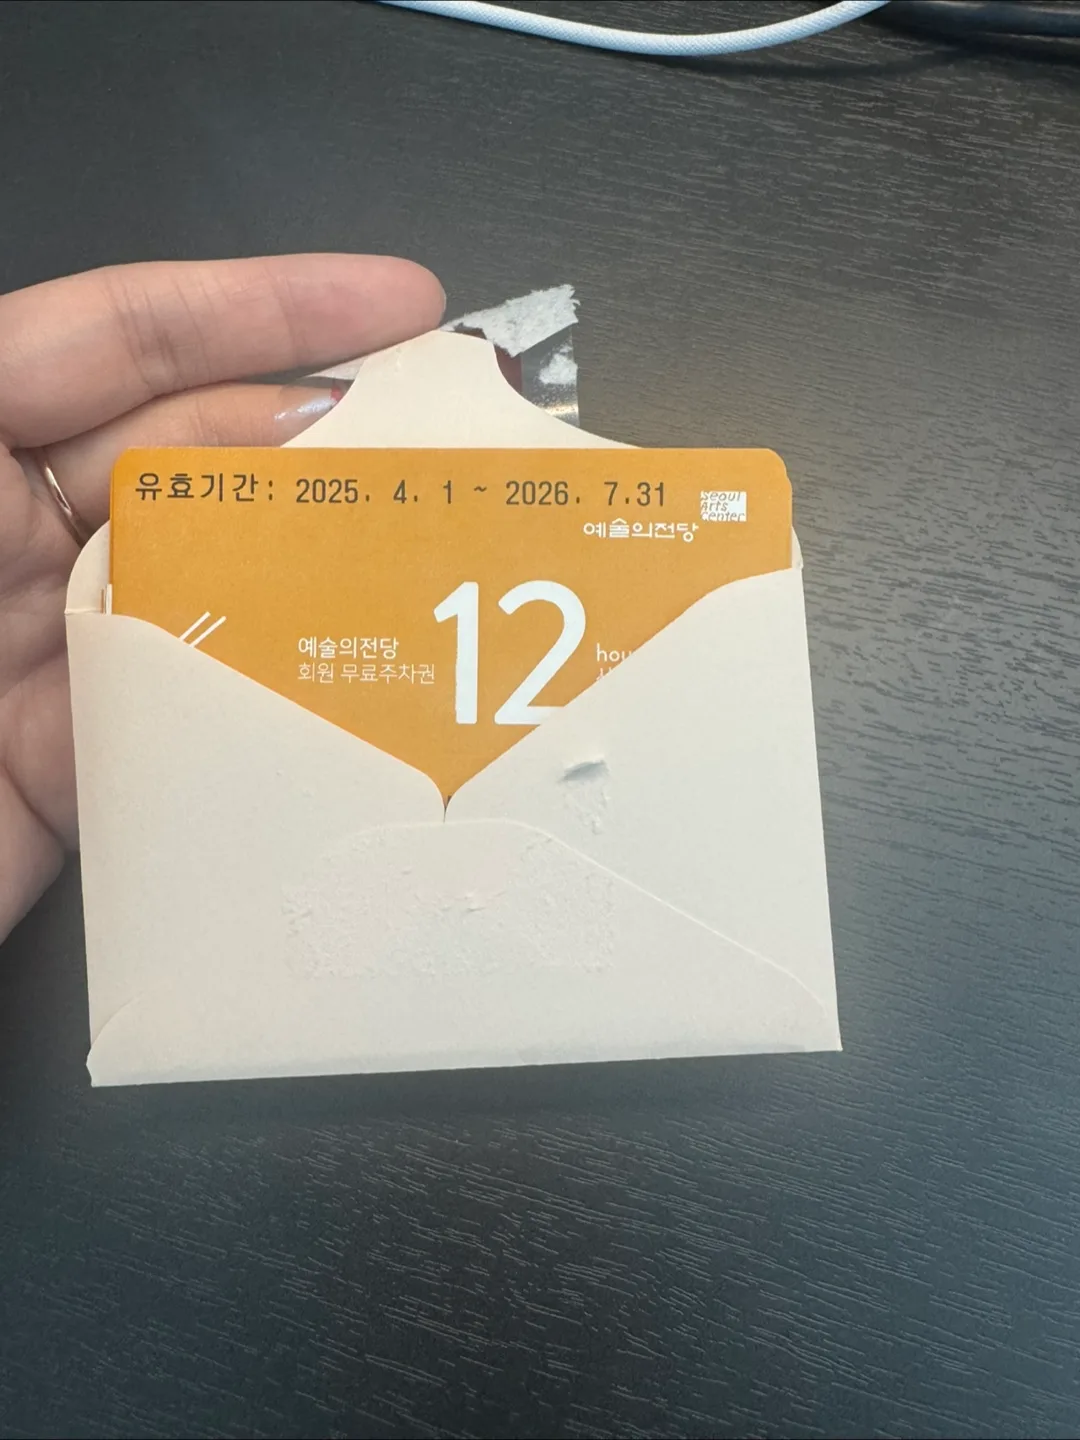 유효기간: 2025. 4. 1 ~ 2026. 7.31
Seoul
Arts
Center
예술의전당
예술의전당
회원 무료주차권
12